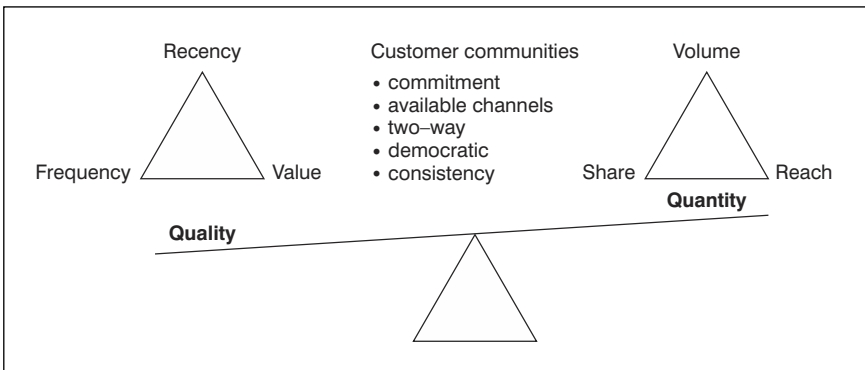 Recency
Customer communities
Volume
• commitment
• available channels
• two–way
• democratic
• consistency
Frequency
Value
Share
Reach
Quality
Quantity